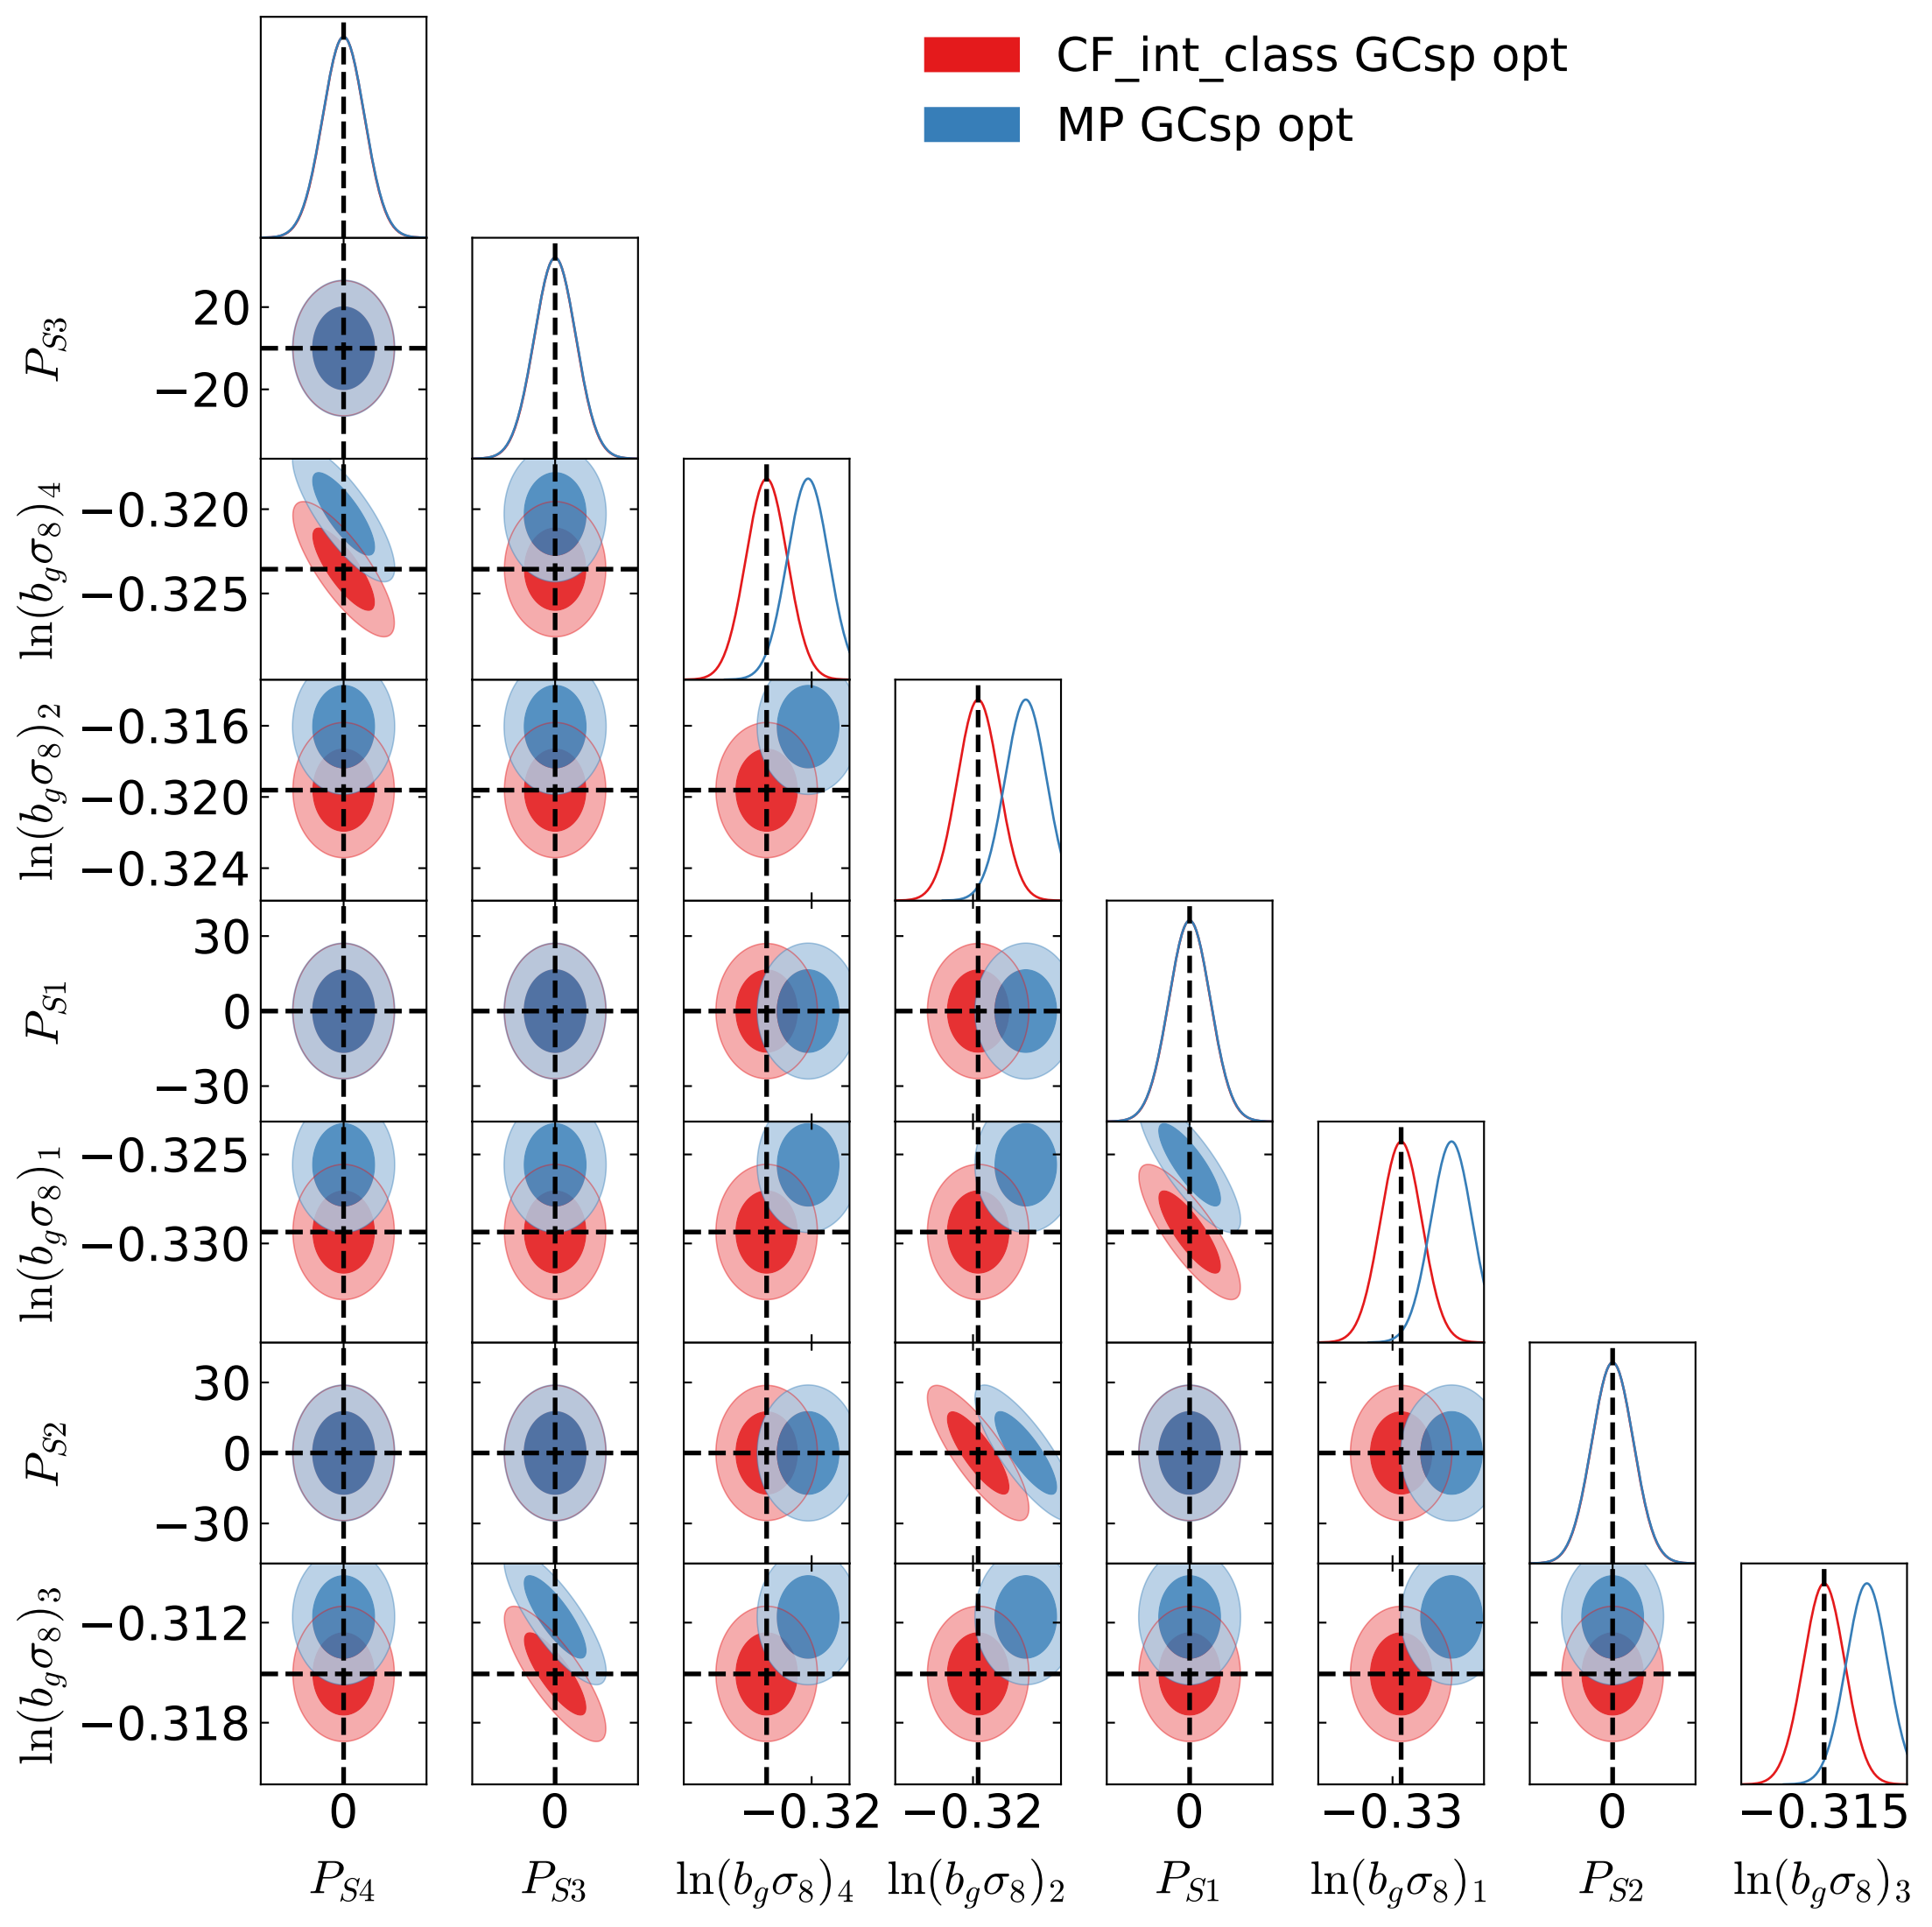 CF_int_class GCsp opt
MP GCsp opt
P_{S3}
20
−20
ln(b_gσ_8)_4
−0.320
−0.325
ln(b_gσ_8)_2
−0.316
−0.320
−0.324
P_{S1}
30
0
−30
ln(b_gσ_8)_1
−0.325
−0.330
P_{S2}
30
0
−30
ln(b_gσ_8)_3
−0.312
−0.318
0 0 −0.32 −0.32 0 −0.33 0 −0.315
P_{S4} P_{S3} ln(b_gσ_8)_4 ln(b_gσ_8)_2 P_{S1} ln(b_gσ_8)_1 P_{S2} ln(b_gσ_8)_3